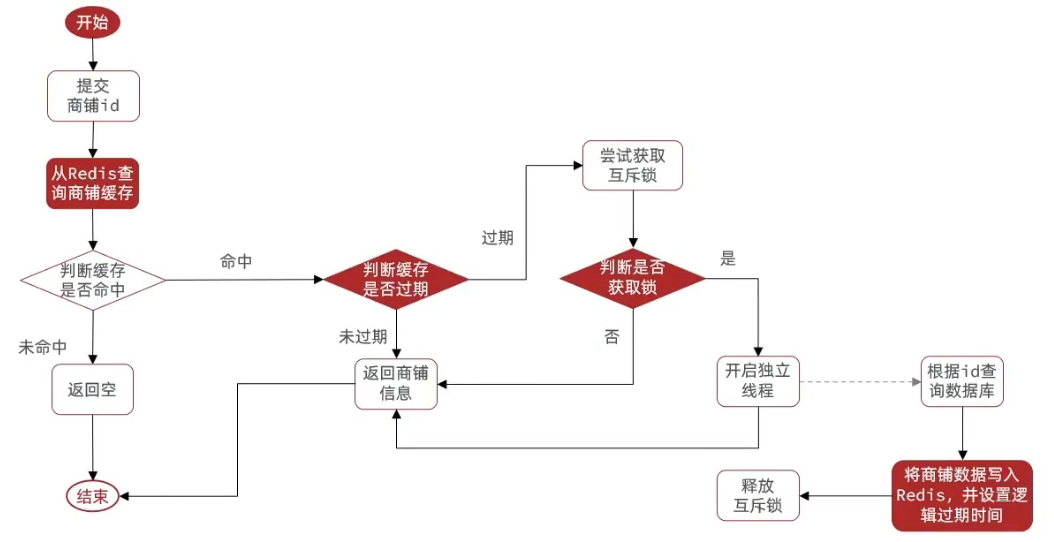 开始
提交
商铺id
从Redis查
询商铺缓存
判断缓存
是否命中
命中
未命中
返回空
结束
判断缓存
是否过期
过期
未过期
返回商铺
信息
尝试获取
互斥锁
判断是否
获取锁
是
否
开启独立
线程
根据id查
询数据库
将商铺数据写入
Redis，并设置逻
辑过期时间
释放
互斥锁